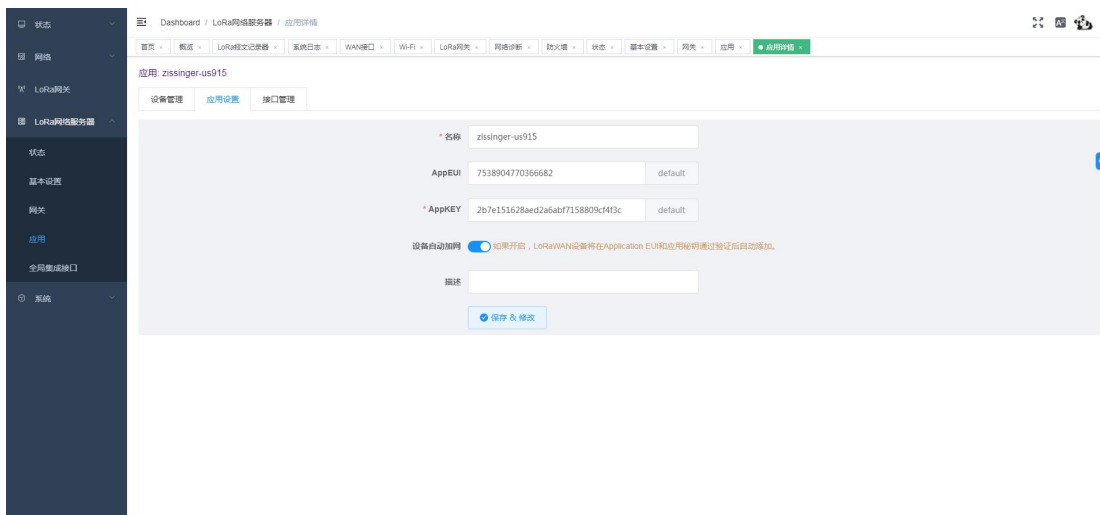 状态
网络
LoRa网关
LoRa网络服务器
状态
基本设置
网关
应用
全局集成接口
系统
Dashboard / LoRa网络服务器 / 应用详情
首页 × 概览 × LoRa报文记录器 × 系统日志 × WAN接口 × Wi-Fi × LoRa网关 × 网络诊断 × 防火墙 × 状态 × 基本设置 × 网关 × 应用 × 应用详情 ×
应用: zissinger-us915
设备管理 应用设置 接口管理
* 名称 zissinger-us915
AppEUI 7538904770366682 default
* AppKEY 2b7e151628aed2a6abf7158809cf4f3c default
设备自动加网 如果开启，LoRaWAN设备将在Application EUI和应用秘钥通过验证后自动添加。
描述
保存 & 修改